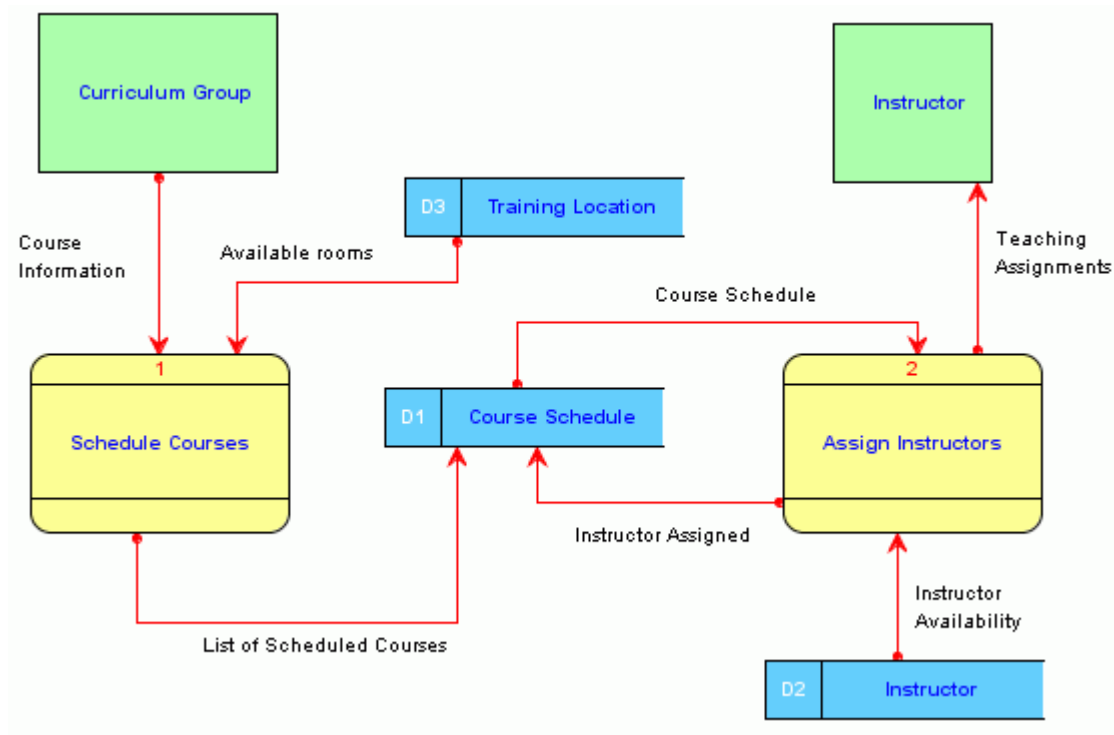 Curriculum Group
Instructor
D3 Training Location
Course
Information
Available rooms
Teaching
Assignments
Course Schedule
1
2
D1 Course Schedule
Schedule Courses
Assign Instructors
Instructor Assigned
Instructor
Availability
List of Scheduled Courses
D2 Instructor